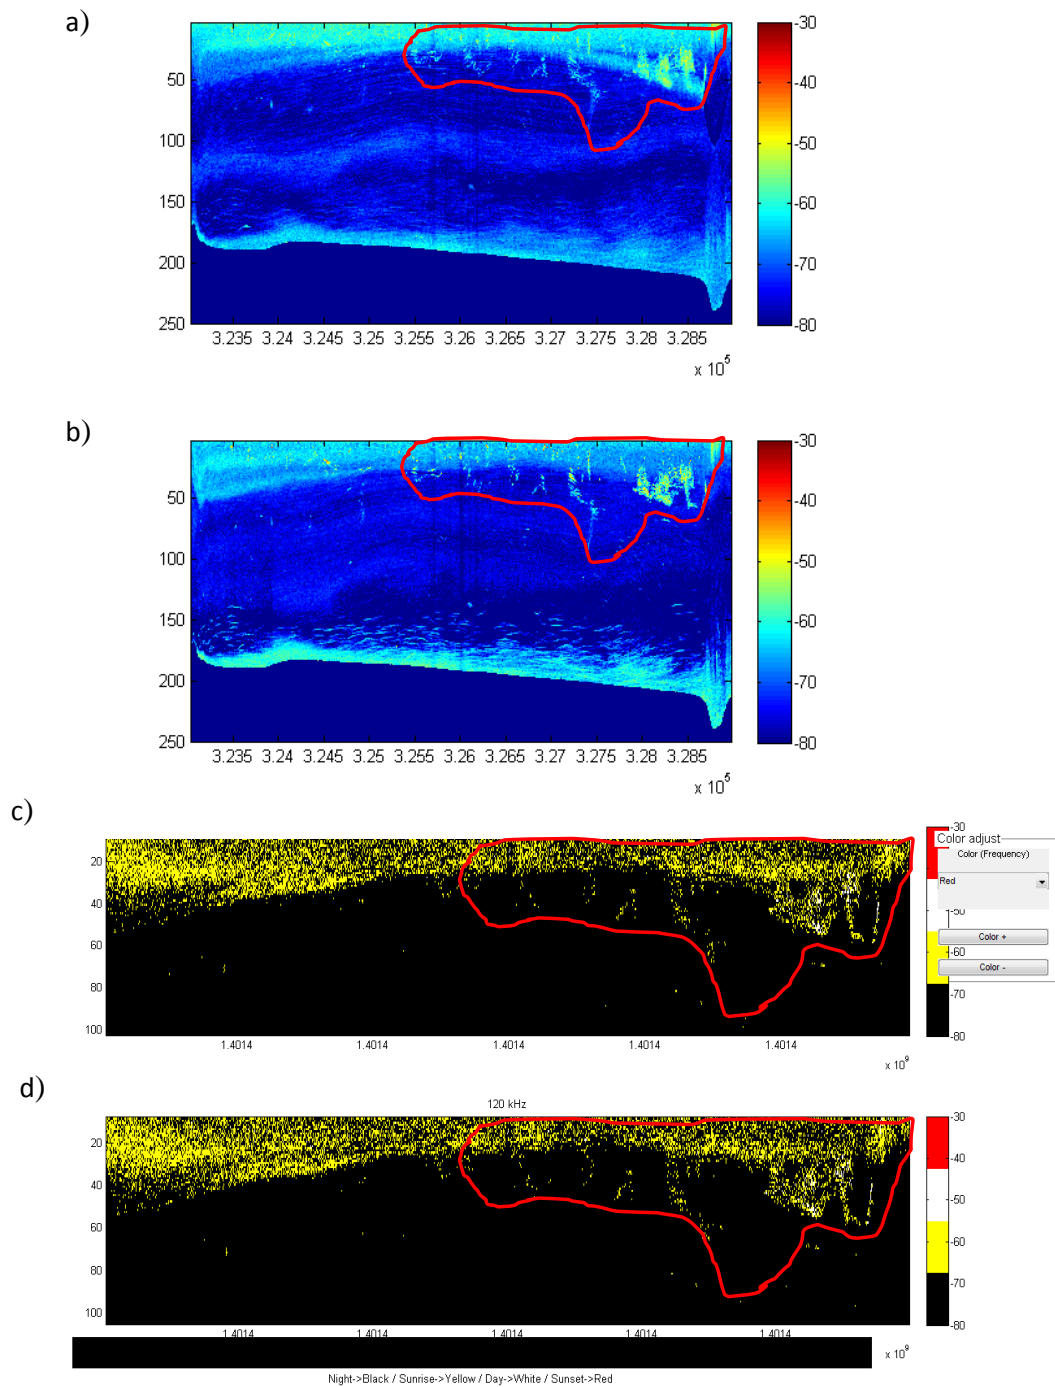 a)
-30
-40
-50
-60
-70
-80
50
100
150
200
250
3.235 3.24 3.245 3.25 3.255 3.26 3.265 3.27 3.275 3.28 3.285
x 10^5
b)
-30
-40
-50
-60
-70
-80
50
100
150
200
250
3.235 3.24 3.245 3.25 3.255 3.26 3.265 3.27 3.275 3.28 3.285
x 10^5
c)
20
40
60
80
100
1.4014 1.4014 1.4014 1.4014 1.4014
x 10^9
-30
Color adjust
Color (Frequency)
Red
-50
Color +
-60
Color -
-70
-80
d)
120 kHz
20
40
60
80
100
1.4014 1.4014 1.4014 1.4014 1.4014
x 10^9
-30
-40
-50
-60
-70
-80
Night->Black / Sunrise->Yellow / Day->White / Sunset->Red